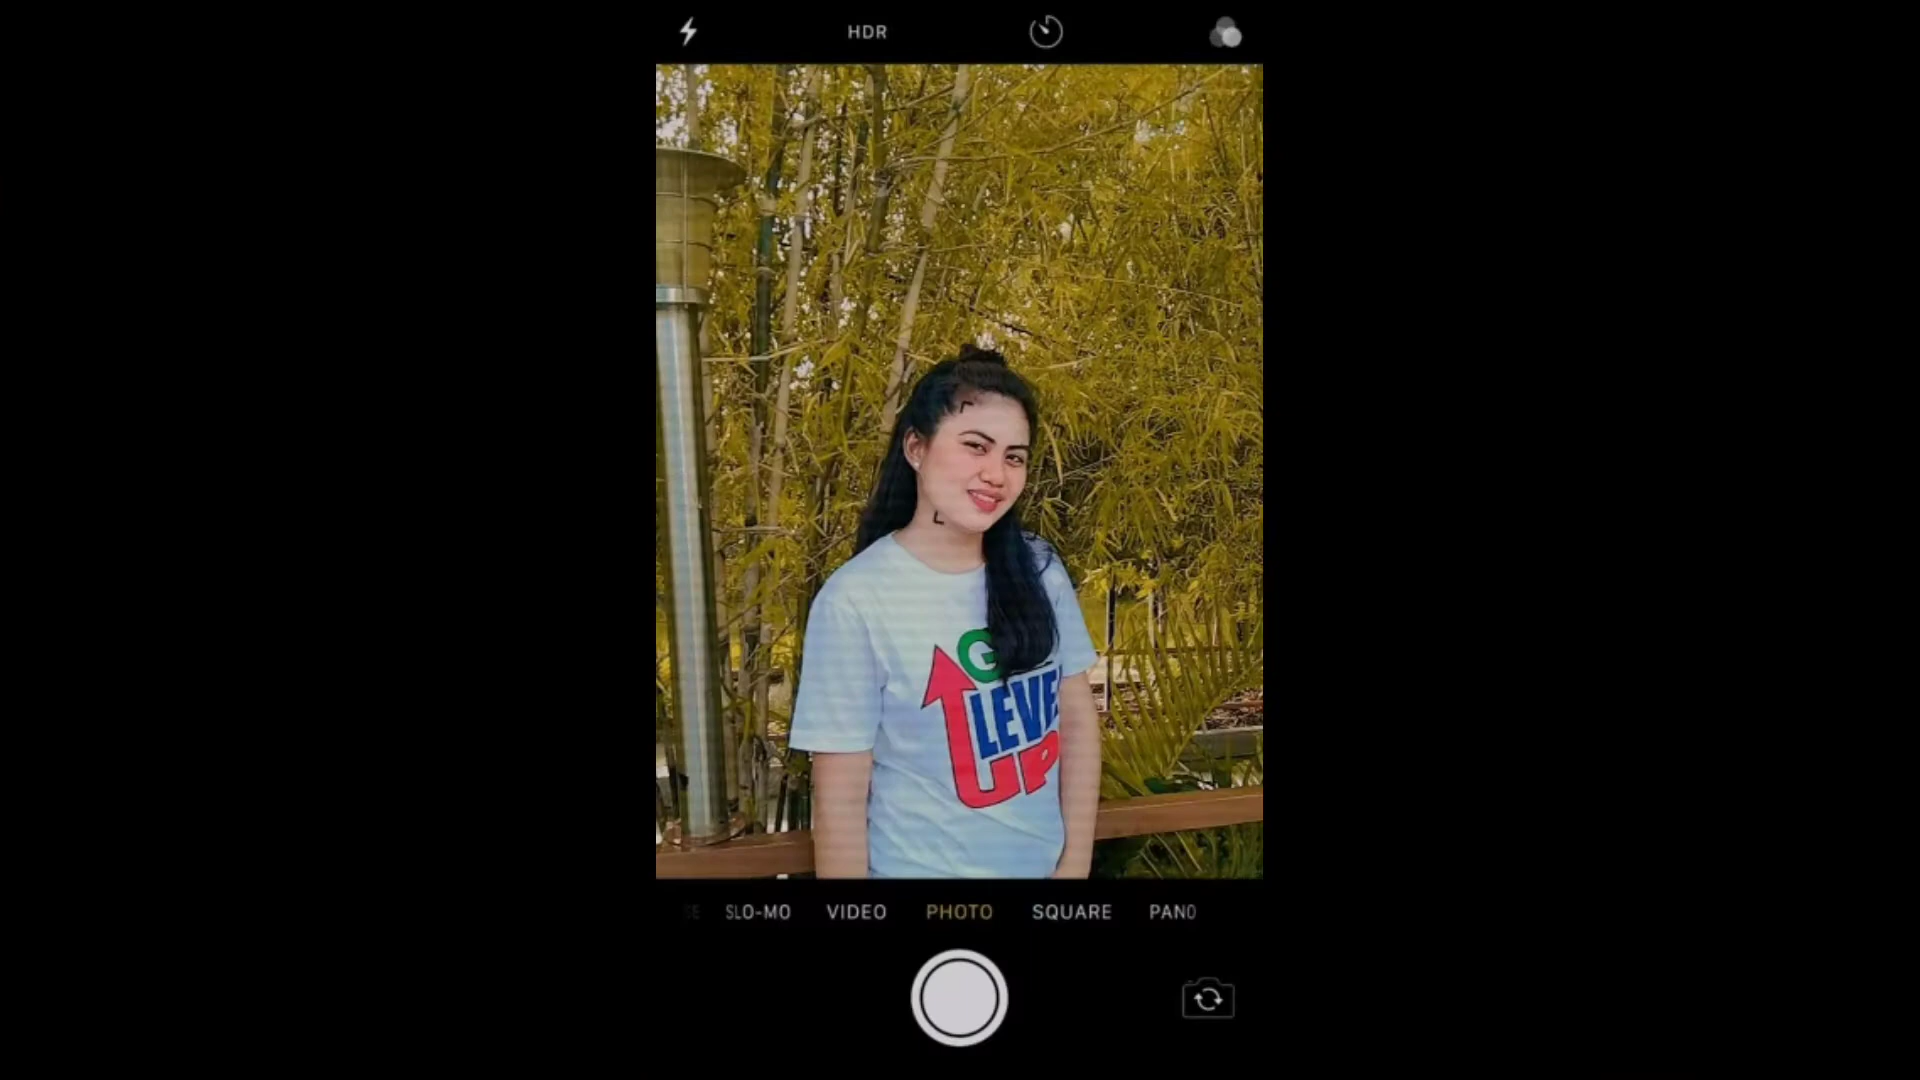 HDR
G
LEVE
UP
SLO-MO VIDEO PHOTO SQUARE PANO